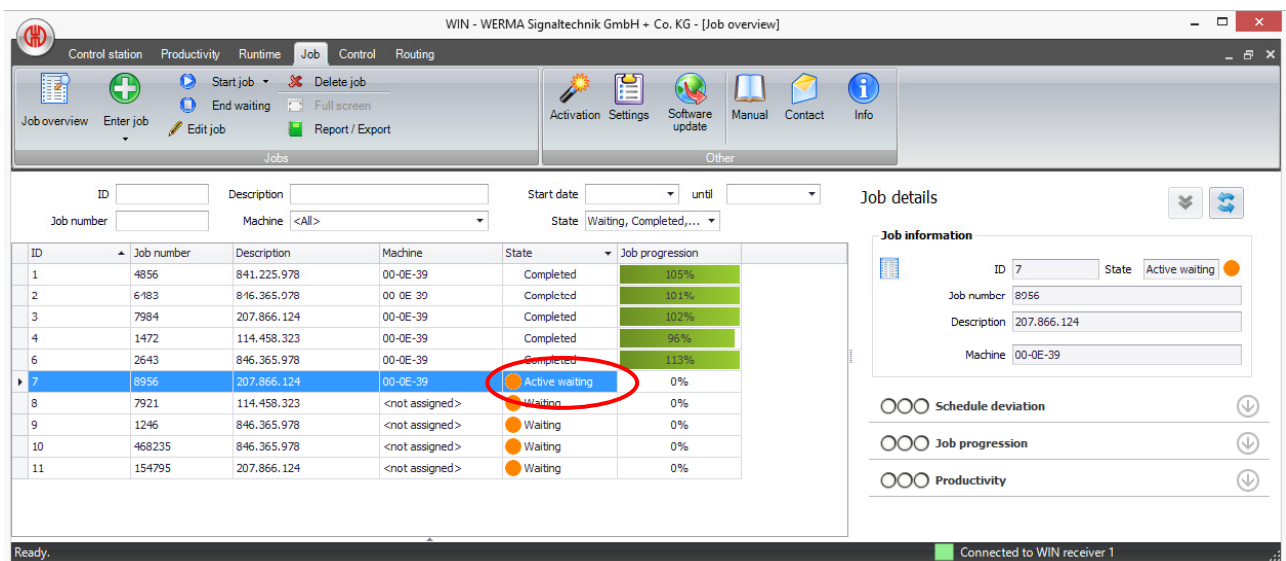 WIN - WERMA Signaltechnik GmbH + Co. KG - [Job overview]
Control station Productivity Runtime Job Control Routing
Job overview Enter job Start job End waiting Edit job Delete job Full screen Report / Export
Activation Settings Software update Manual Contact Info
Jobs Other
ID Description Start date until
Job number Machine <All> State Waiting, Completed,...
ID Job number Description Machine State Job progression
1 4856 841.225.978 00-0E-39 Completed 105%
2 6483 846.365.978 00-0E-39 Completed 101%
3 7984 207.866.124 00-0E-39 Completed 102%
4 1472 114.458.323 00-0E-39 Completed 96%
6 2643 846.365.978 00-0E-39 Completed 113%
7 8956 207.866.124 00-0E-39 Active waiting 0%
8 7921 114.458.323 <not assigned> Waiting 0%
9 1246 846.365.978 <not assigned> Waiting 0%
10 468235 846.365.978 <not assigned> Waiting 0%
11 154795 207.866.124 <not assigned> Waiting 0%
Job details
Job information
ID 7 State Active waiting
Job number 8956
Description 207.866.124
Machine 00-0E-39
Schedule deviation
Job progression
Productivity
Ready. Connected to WIN receiver 1